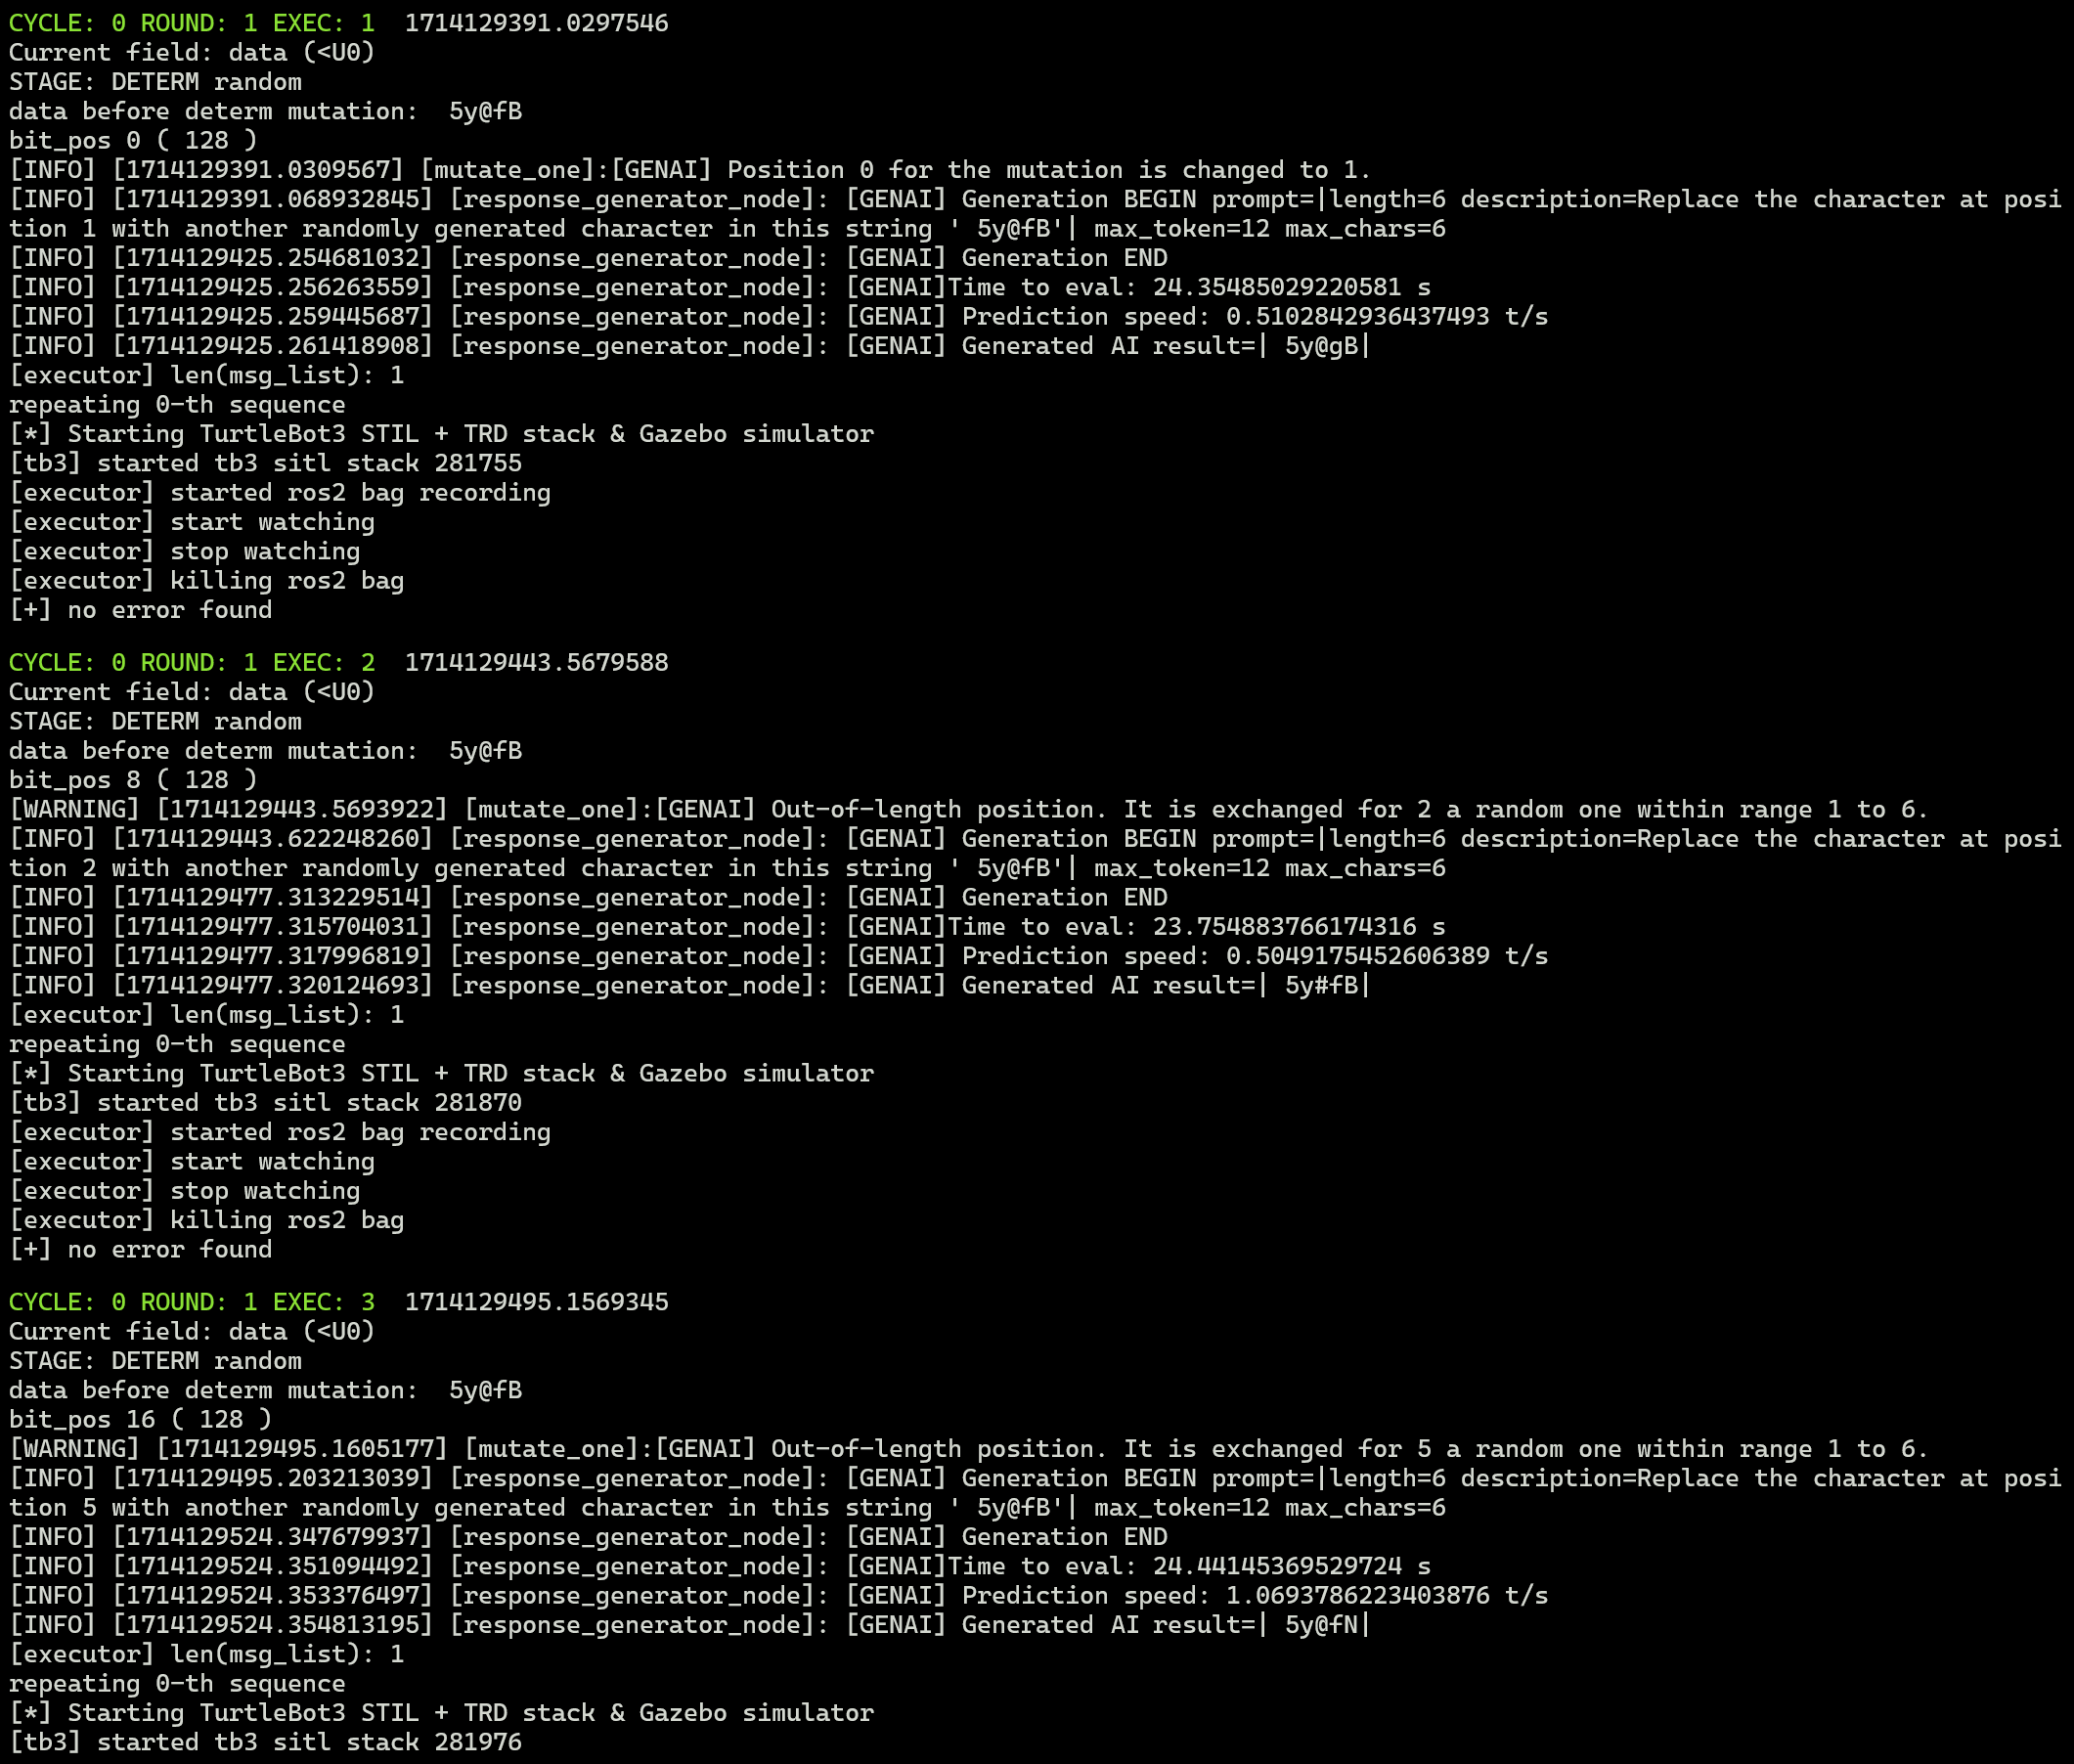 CYCLE: 0 ROUND: 1 EXEC: 1  1714129391.0297546
Current field: data (<U0)
STAGE: DETERM random
data before determ mutation:  5y@fB
bit_pos 0 ( 128 )
[INFO] [1714129391.0309567] [mutate_one]:[GENAI] Position 0 for the mutation is changed to 1.
[INFO] [1714129391.068932845] [response_generator_node]: [GENAI] Generation BEGIN prompt=|length=6 description=Replace the character at posi
tion 1 with another randomly generated character in this string ' 5y@fB'| max_token=12 max_chars=6
[INFO] [1714129425.254681032] [response_generator_node]: [GENAI] Generation END
[INFO] [1714129425.256263559] [response_generator_node]: [GENAI]Time to eval: 24.35485029220581 s
[INFO] [1714129425.259445687] [response_generator_node]: [GENAI] Prediction speed: 0.5102842936437493 t/s
[INFO] [1714129425.261418908] [response_generator_node]: [GENAI] Generated AI result=| 5y@gB|
[executor] len(msg_list): 1
repeating 0-th sequence
[*] Starting TurtleBot3 STIL + TRD stack & Gazebo simulator
[tb3] started tb3 sitl stack 281755
[executor] started ros2 bag recording
[executor] start watching
[executor] stop watching
[executor] killing ros2 bag
[+] no error found
CYCLE: 0 ROUND: 1 EXEC: 2  1714129443.5679588
Current field: data (<U0)
STAGE: DETERM random
data before determ mutation:  5y@fB
bit_pos 8 ( 128 )
[WARNING] [1714129443.5693922] [mutate_one]:[GENAI] Out-of-length position. It is exchanged for 2 a random one within range 1 to 6.
[INFO] [1714129443.622248260] [response_generator_node]: [GENAI] Generation BEGIN prompt=|length=6 description=Replace the character at posi
tion 2 with another randomly generated character in this string ' 5y@fB'| max_token=12 max_chars=6
[INFO] [1714129477.313229514] [response_generator_node]: [GENAI] Generation END
[INFO] [1714129477.315704031] [response_generator_node]: [GENAI]Time to eval: 23.754883766174316 s
[INFO] [1714129477.317996819] [response_generator_node]: [GENAI] Prediction speed: 0.5049175452606389 t/s
[INFO] [1714129477.320124693] [response_generator_node]: [GENAI] Generated AI result=| 5y#fB|
[executor] len(msg_list): 1
repeating 0-th sequence
[*] Starting TurtleBot3 STIL + TRD stack & Gazebo simulator
[tb3] started tb3 sitl stack 281870
[executor] started ros2 bag recording
[executor] start watching
[executor] stop watching
[executor] killing ros2 bag
[+] no error found
CYCLE: 0 ROUND: 1 EXEC: 3  1714129495.1569345
Current field: data (<U0)
STAGE: DETERM random
data before determ mutation:  5y@fB
bit_pos 16 ( 128 )
[WARNING] [1714129495.1605177] [mutate_one]:[GENAI] Out-of-length position. It is exchanged for 5 a random one within range 1 to 6.
[INFO] [1714129495.203213039] [response_generator_node]: [GENAI] Generation BEGIN prompt=|length=6 description=Replace the character at posi
tion 5 with another randomly generated character in this string ' 5y@fB'| max_token=12 max_chars=6
[INFO] [1714129524.347679937] [response_generator_node]: [GENAI] Generation END
[INFO] [1714129524.351094492] [response_generator_node]: [GENAI]Time to eval: 24.44145369529724 s
[INFO] [1714129524.353376497] [response_generator_node]: [GENAI] Prediction speed: 1.0693786223403876 t/s
[INFO] [1714129524.354813195] [response_generator_node]: [GENAI] Generated AI result=| 5y@fN|
[executor] len(msg_list): 1
repeating 0-th sequence
[*] Starting TurtleBot3 STIL + TRD stack & Gazebo simulator
[tb3] started tb3 sitl stack 281976